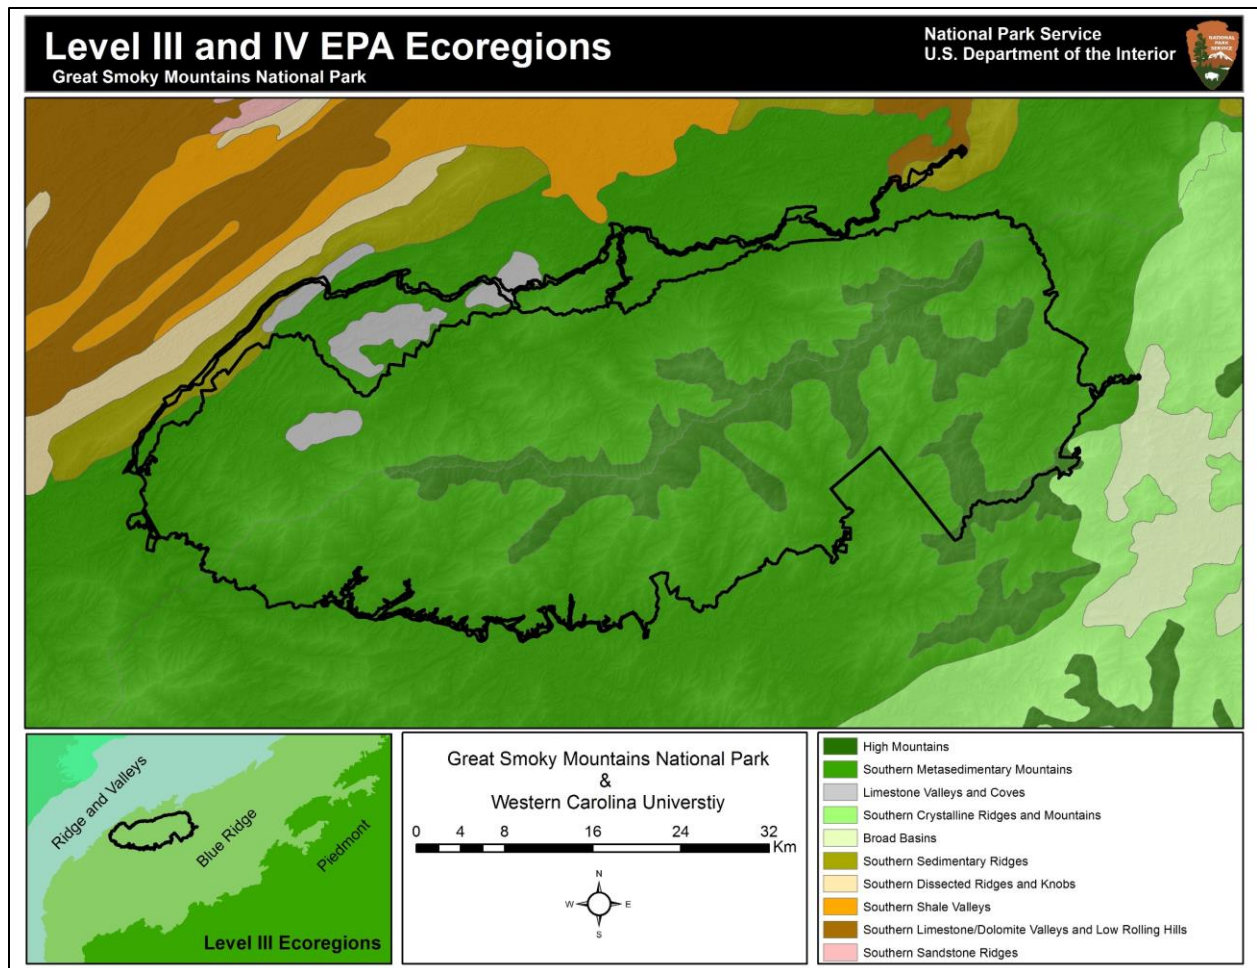 Level III and IV EPA Ecoregions
Great Smoky Mountains National Park
National Park Service
U.S. Department of the Interior
NATIONAL
PARK
SERVICE
Ridge and Valleys
Blue Ridge
Piedmont
Level III Ecoregions
Great Smoky Mountains National Park
&
Western Carolina Universtiy
0 4 8 16 24 32
Km
N
W E
S
High Mountains
Southern Metasedimentary Mountains
Limestone Valleys and Coves
Southern Crystalline Ridges and Mountains
Broad Basins
Southern Sedimentary Ridges
Southern Dissected Ridges and Knobs
Southern Shale Valleys
Southern Limestone/Dolomite Valleys and Low Rolling Hills
Southern Sandstone Ridges